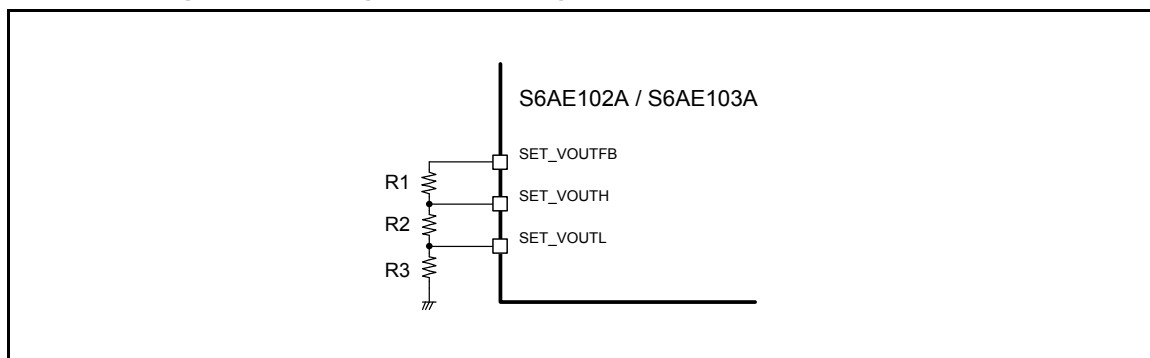 S6AE102A / S6AE103A
SET_VOUTFB
R1
SET_VOUTH
R2
SET_VOUTL
R3